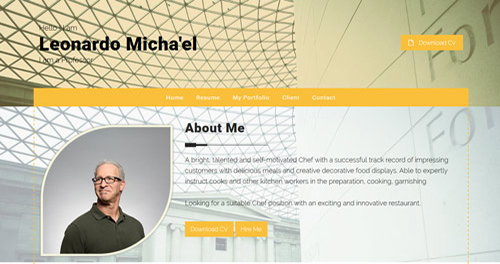 Hello I am
Leonardo Micha'el
I am a Professor
Download CV
Home Resume My Portfolio Client Contact
About Me
A bright, talented and self-motivated Chef with a successful track record of impressing
customers with delicious meals and creative decorative food displays. Able to expertly
instruct cooks and other kitchen workers in the preparation, cooking, garnishing
Looking for a suitable Chef position with an exciting and innovative restaurant.
Download CV Hire Me